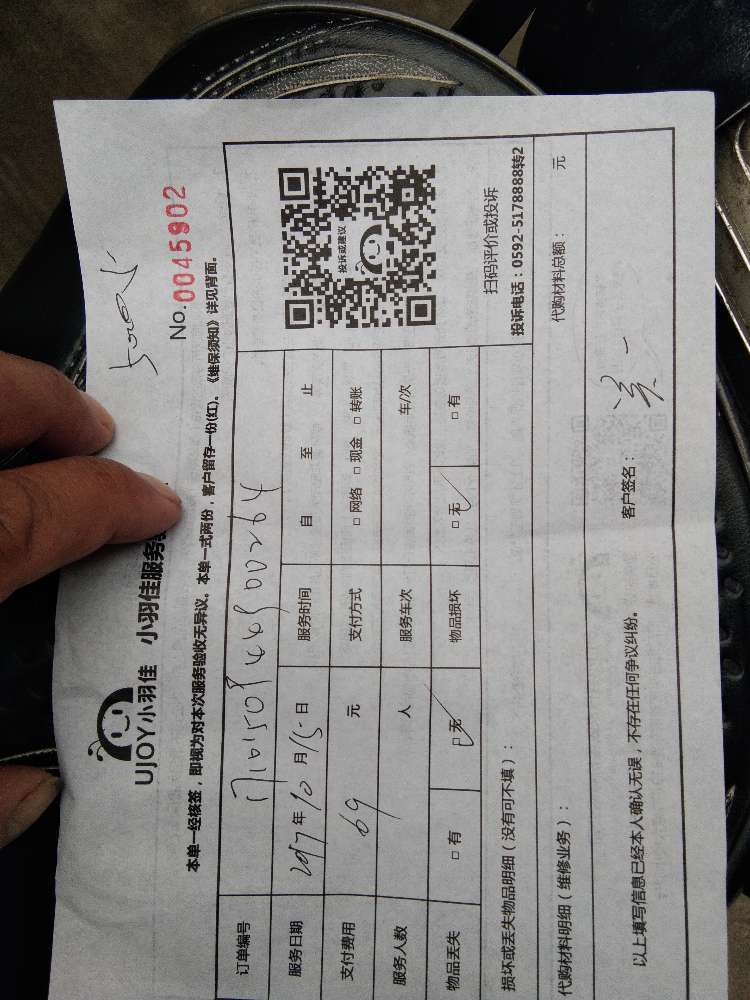 UJOY小羽佳 小羽佳服务
No.0045902
本单一经核签，即视为对本次服务验收无异议。本单一式两份，客户留存一份(红)。《维保须知》详见背面。
订单编号
服务日期 2017年10月15日 服务时间 自 至 止
支付费用 69 元 支付方式 □网络 □现金 □转账
服务人数 人 服务车次 车/次
物品丢失 □有 □无 物品损坏 □无 □有
投诉或建议
扫码评价或投诉
投诉电话：0592-5178888转2
损坏或丢失物品明细（没有可不填）：
代购材料明细（维修业务）： 代购材料总额： 元
以上填写信息已经本人确认无误，不存在任何争议纠纷。 客户签名：